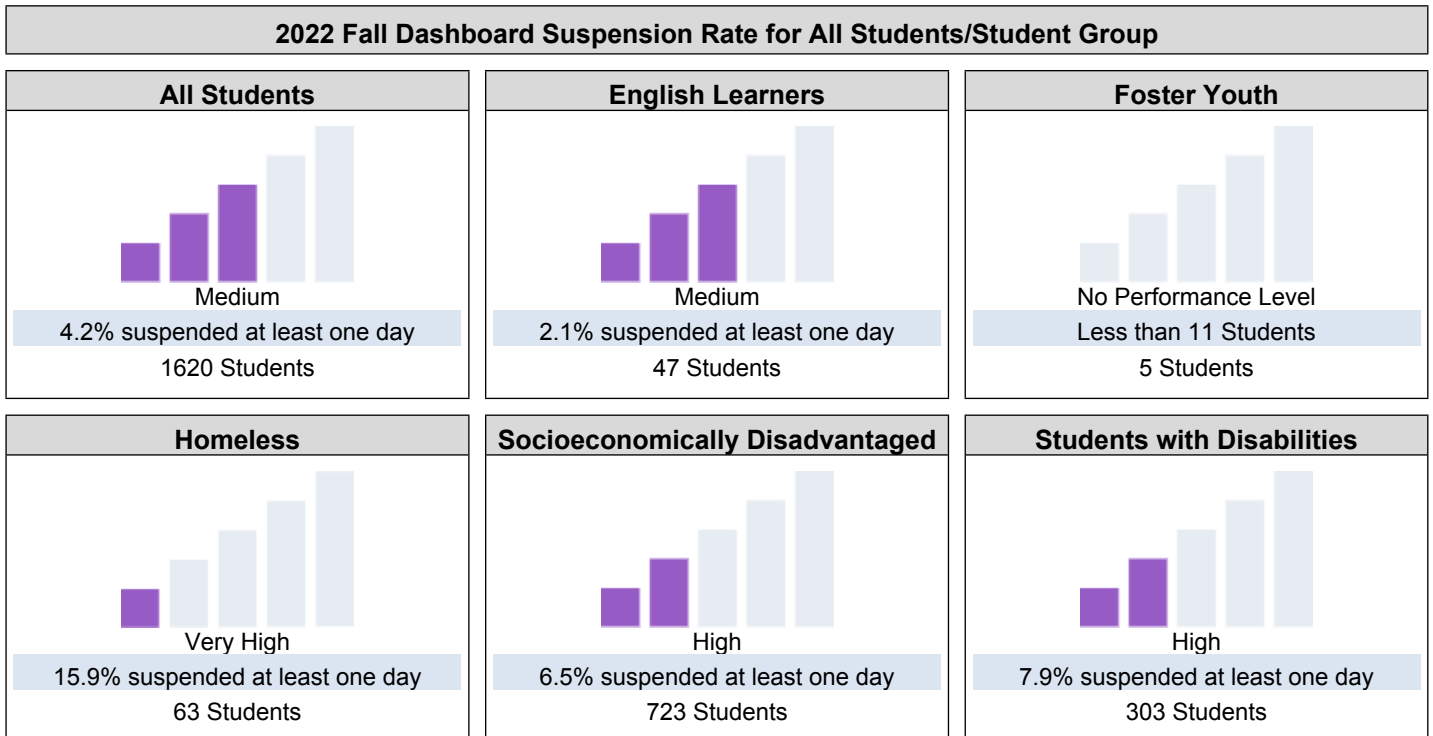 2022 Fall Dashboard Suspension Rate for All Students/Student Group
All Students
Medium
4.2% suspended at least one day
1620 Students
English Learners
Medium
2.1% suspended at least one day
47 Students
Foster Youth
No Performance Level
Less than 11 Students
5 Students
Homeless
Very High
15.9% suspended at least one day
63 Students
Socioeconomically Disadvantaged
High
6.5% suspended at least one day
723 Students
Students with Disabilities
High
7.9% suspended at least one day
303 Students